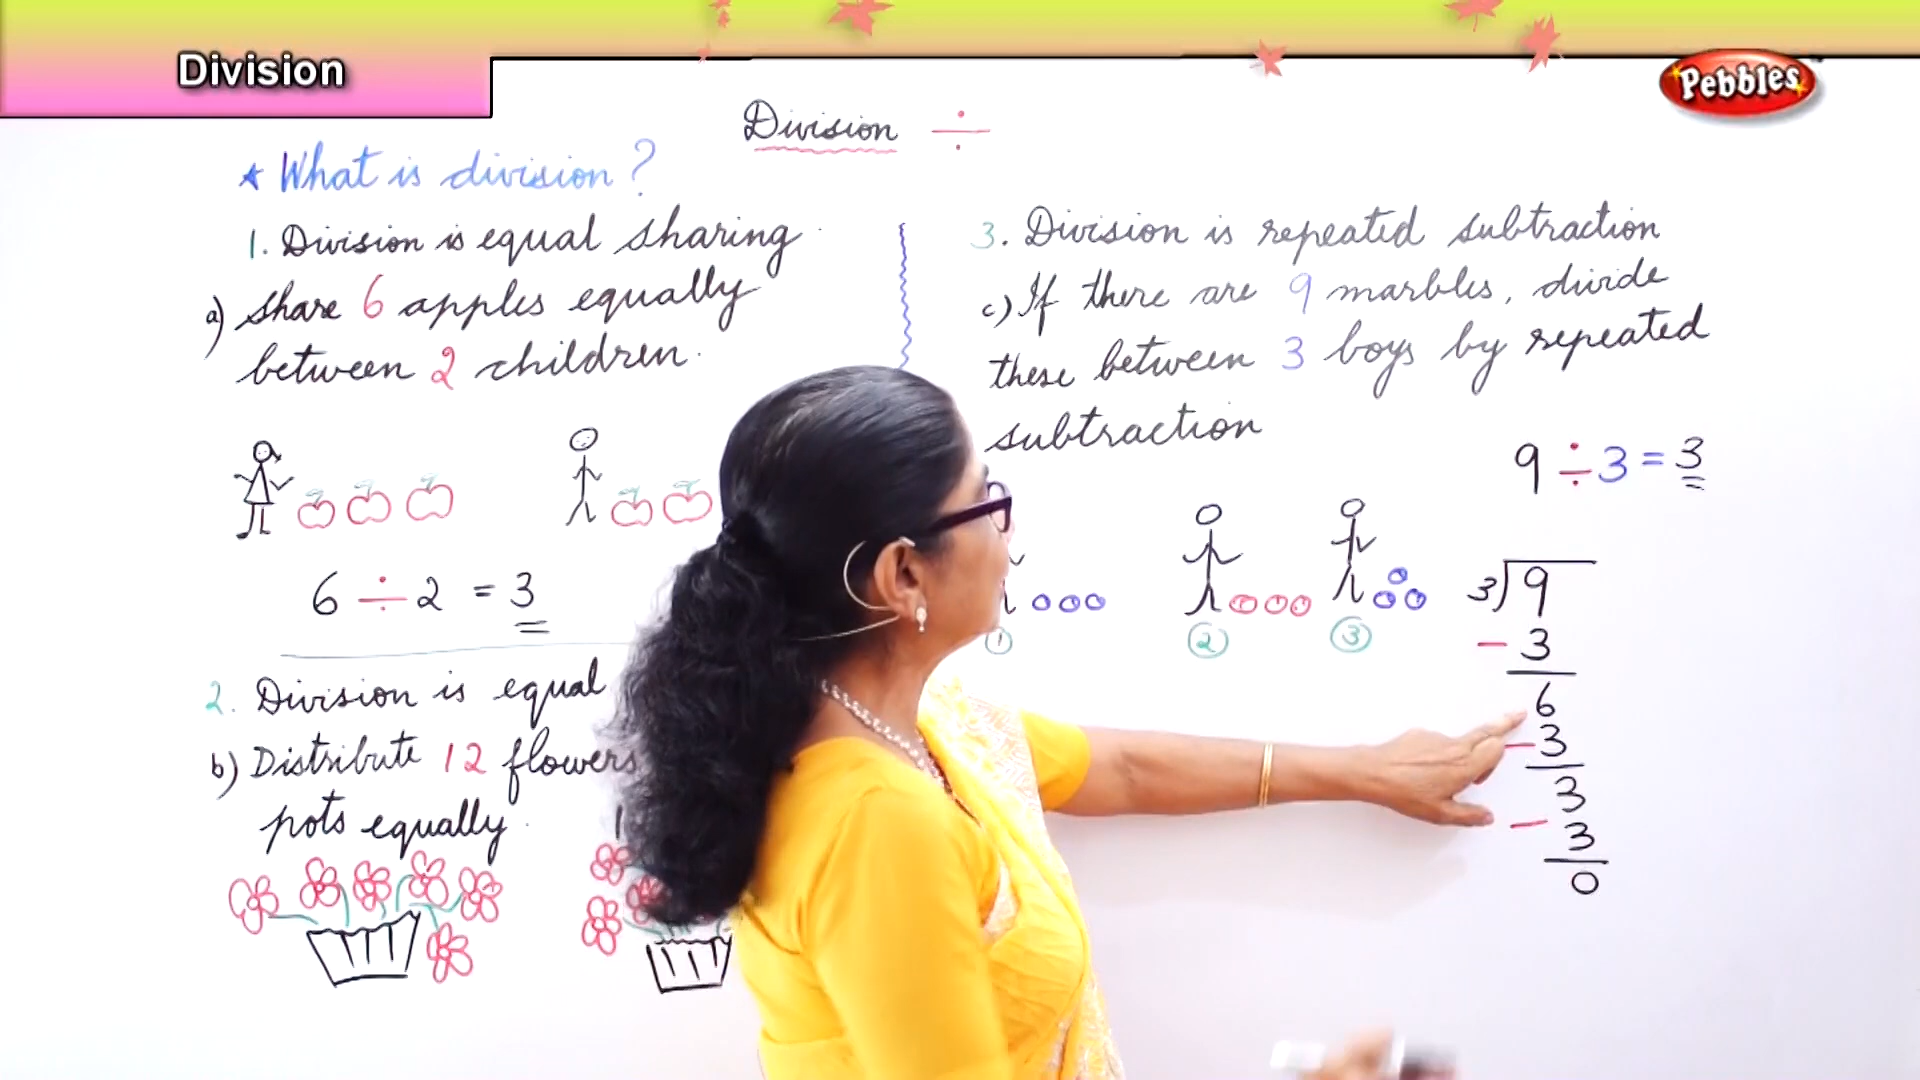 Division
Pebbles
Division ÷
* What is division?
1. Division is equal sharing
a) Share 6 apples equally
between 2 children.
6 ÷ 2 = 3
2. Division is equal
b) Distribute 12 flowers
pots equally.
3. Division is repeated subtraction
c) If there are 9 marbles, divide
these between 3 boys by repeated
subtraction
9 ÷ 3 = 3
1 2 3
3)9
- 3
6
- 3
3
- 3
0